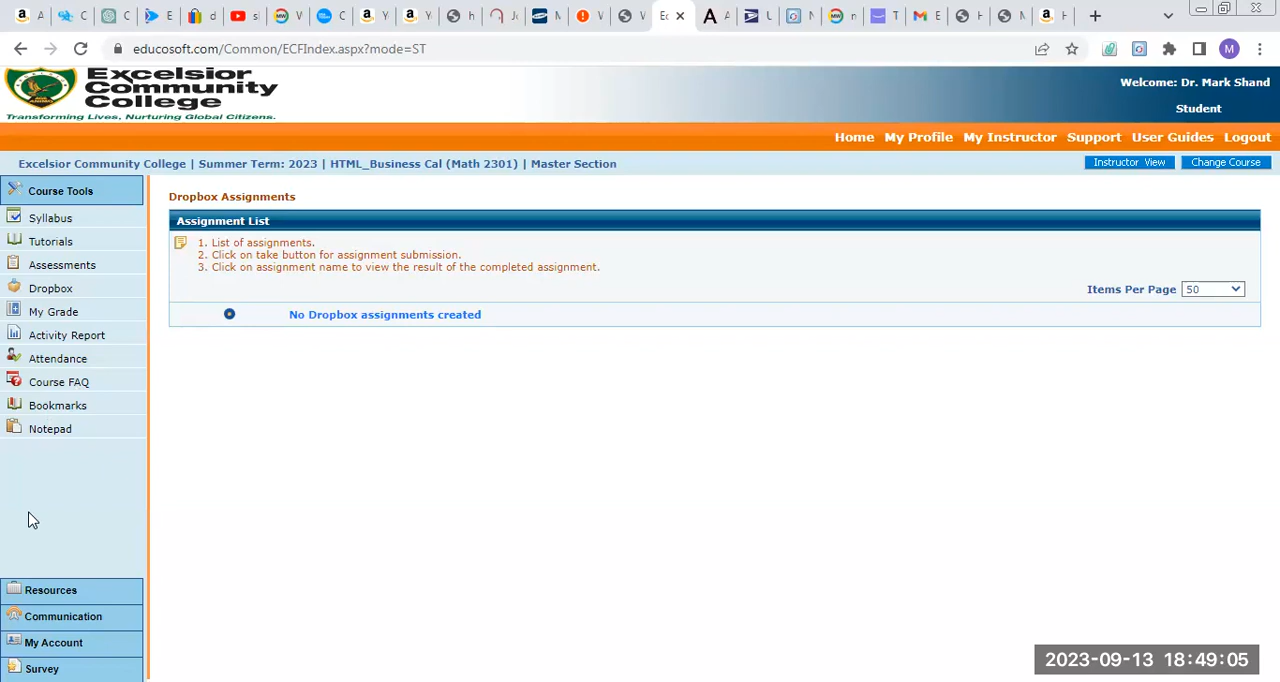 A
C
C
E
d
s
V
C
Y
Y
h
J
M
V
V
Ec
A
U
N
n
T
E
H
M
H
M
educosoft.com/Common/ECFIndex.aspx?mode=ST
Excelsior
Community
College
Transforming Lives, Nurturing Global Citizens.
Welcome: Dr. Mark Shand
Student
Home My Profile My Instructor Support User Guides Logout
Excelsior Community College | Summer Term: 2023 | HTML_Business Cal (Math 2301) | Master Section
Instructor View Change Course
Course Tools
Syllabus
Tutorials
Assessments
Dropbox
My Grade
Activity Report
Attendance
Course FAQ
Bookmarks
Notepad
Resources
Communication
My Account
Survey
Dropbox Assignments
Assignment List
1. List of assignments.
2. Click on take button for assignment submission.
3. Click on assignment name to view the result of the completed assignment.
Items Per Page 50
No Dropbox assignments created
2023-09-13 18:49:05